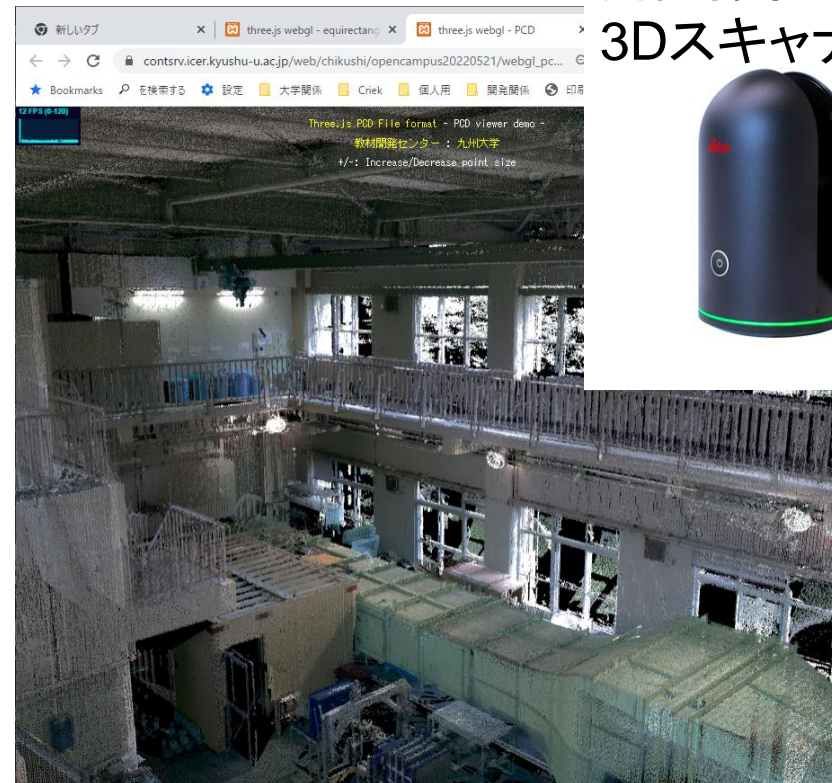 新しいタブ
three.js webgl - equirectang
three.js webgl - PCD
contsrv.icer.kyushu-u.ac.jp/web/chikushi/opencampus20220521/webgl_pc...
Bookmarks
を検索する
設定
大学関係
Criek
個人用
開発関係
12 FPS (0-129)
Three.js PCD File format - PCD viewer demo -
教材開発センター : 九州大学
+/-: Increase/Decrease point size
3Dスキャナ
Leica